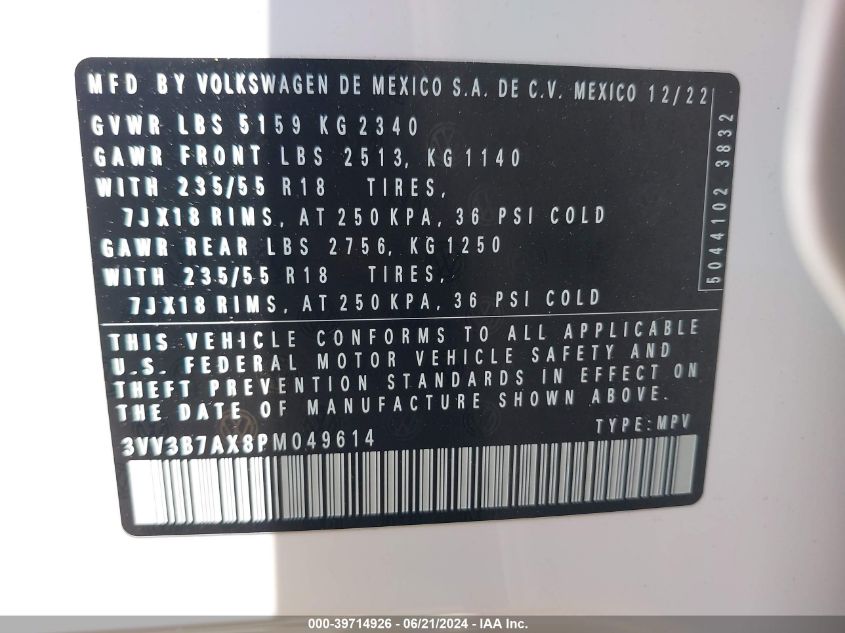 MFD BY VOLKSWAGEN DE MEXICO S.A. DE C.V. MEXICO 12/22
GVWR LBS 5159 KG 2340
GAWR FRONT LBS 2513, KG 1140
WITH 235/55 R18 TIRES,
7JX18 RIMS, AT 250 KPA, 36 PSI COLD
GAWR REAR LBS 2756, KG 1250
WITH 235/55 R18 TIRES,
7JX18 RIMS, AT 250 KPA, 36 PSI COLD
5044102 3832
THIS VEHICLE CONFORMS TO ALL APPLICABLE
U.S. FEDERAL MOTOR VEHICLE SAFETY AND
THEFT PREVENTION STANDARDS IN EFFECT ON
THE DATE OF MANUFACTURE SHOWN ABOVE.
TYPE: MPV
3VV3B7AX8PM049614
000-39714926 - 06/21/2024 - IAA Inc.